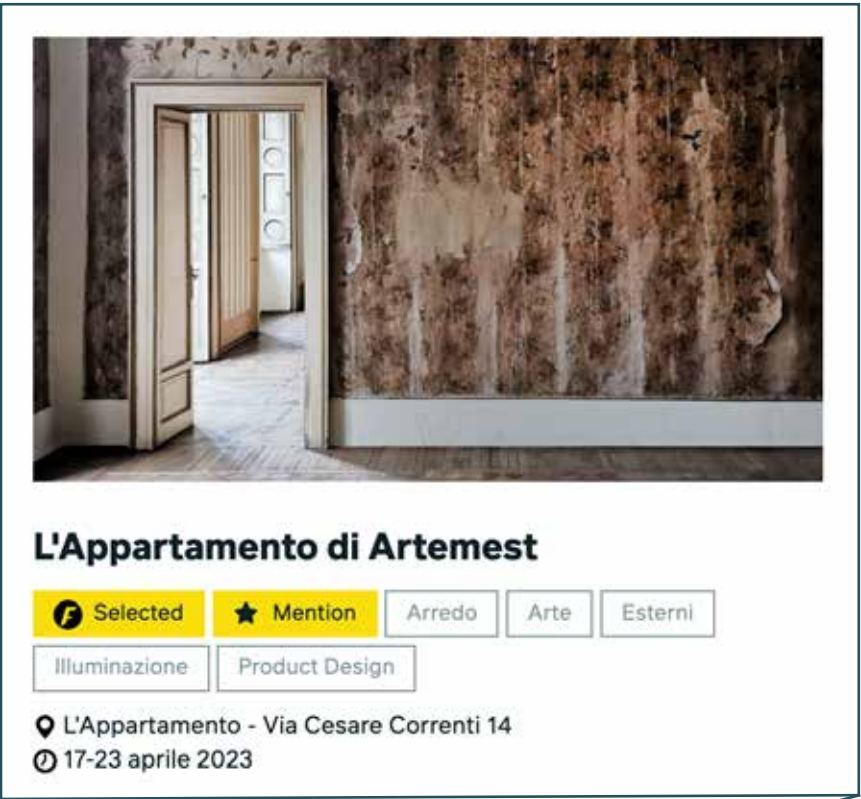 L'Appartamento di Artemest
Selected Mention Arredo Arte Esterni
Illuminazione Product Design
L'Appartamento - Via Cesare Correnti 14
17-23 aprile 2023